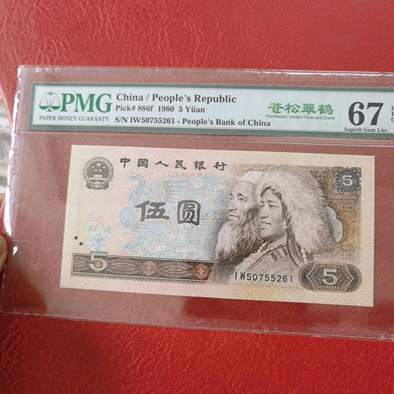 PMG
PAPER MONEY GUARANTY
China / People's Republic
Pick# 886f 1980 5 Yüan
S/N IW50755261 - People's Bank of China
苍松翠鹤
67
Superb Gem Unc
中国人民银行
5
伍圆
5
IW50755261
5